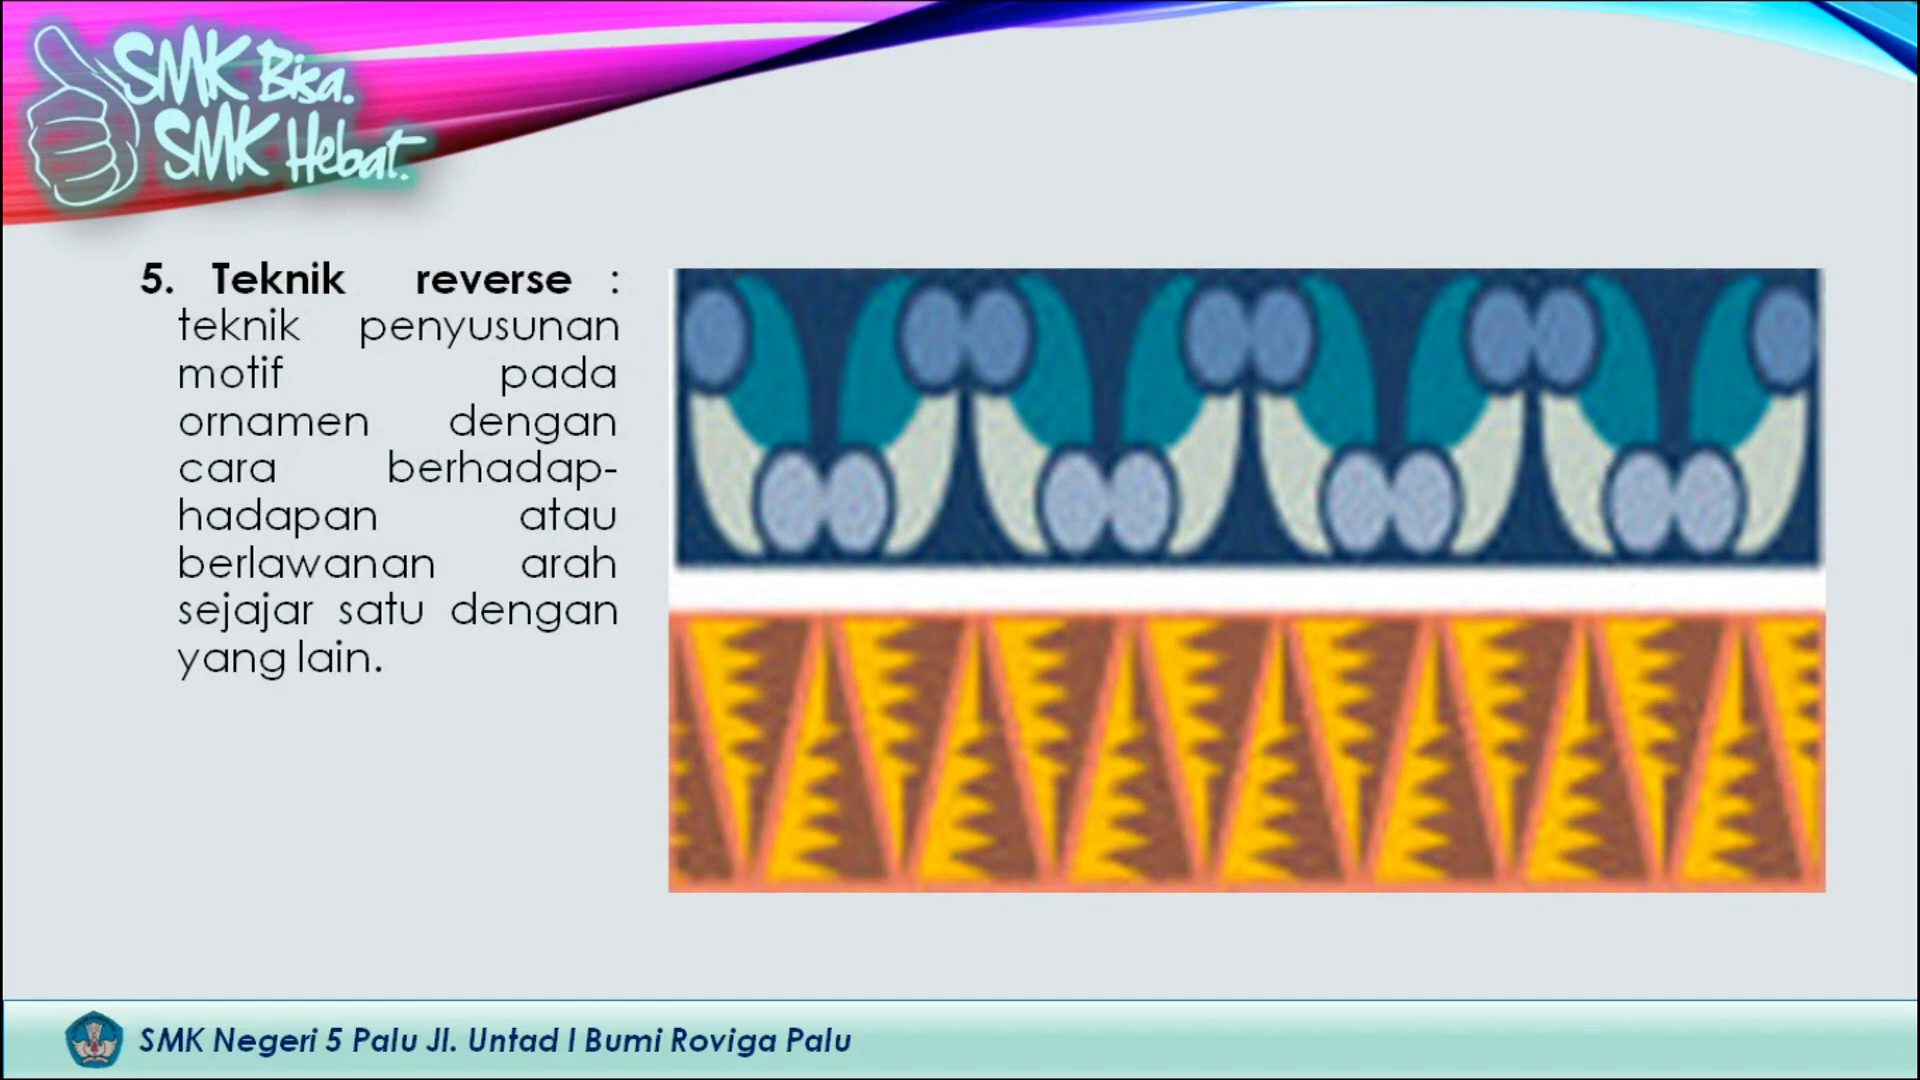 SMK Bisa.
SMK Hebat.
5. Teknik reverse :
teknik penyusunan
motif pada
ornamen dengan
cara berhadap-
hadapan atau
berlawanan arah
sejajar satu dengan
yang lain.
SMK Negeri 5 Palu Jl. Untad I Bumi Roviga Palu